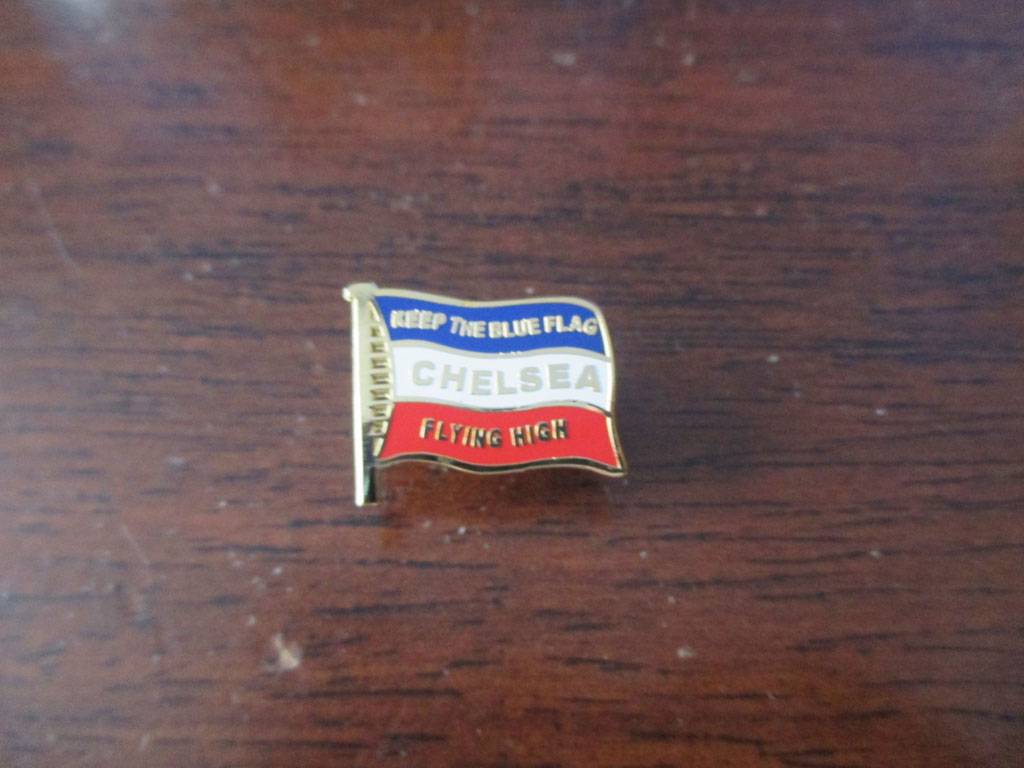 KEEP THE BLUE FLAG
CHELSEA
FLYING HIGH